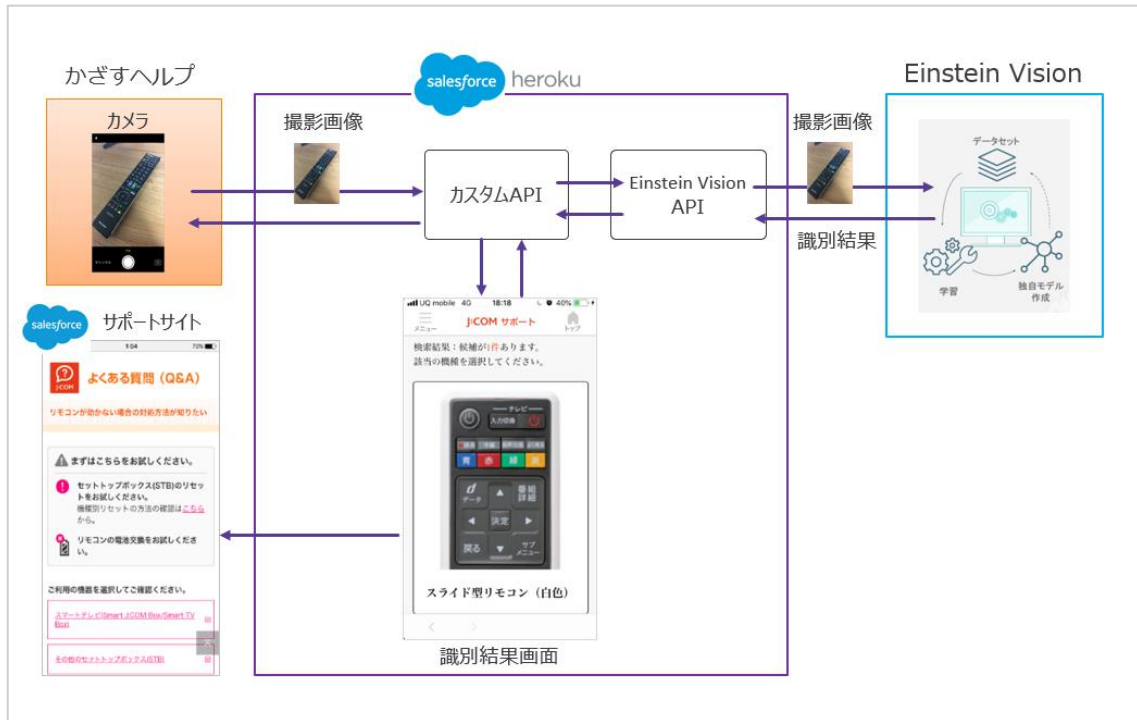 かざすヘルプ
カメラ
salesforce heroku
撮影画像
カスタムAPI
Einstein Vision
API
撮影画像
識別結果
Einstein Vision
データセット
学習
独自モデル
作成
salesforce
サポートサイト
1:04
70%
J:COM
よくある質問（Q&A）
リモコンが効かない場合の対処方法が知りたい
まずはこちらをお試しください。
セットトップボックス(STB)のリセッ
トをお試しください。
機種別リセットの方法の確認はこちら
から。
リモコンの電池交換をお試しくださ
い。
ご利用の機器を選択してご確認ください。
スマートテレビ(Smart J:COM Box/Smart TV
Box)
その他のセットトップボックス(STB)
UQ mobile 4G 18:18 40%
メニュー
J:COM サポート
トップ
検索結果：候補が1件あります。
該当の機種を選択してください。
テレビ
入力切換
青 赤 緑 黄
d
データ
番組
詳細
決定
戻る
サブ
メニュー
スライド型リモコン（白色）
識別結果画面